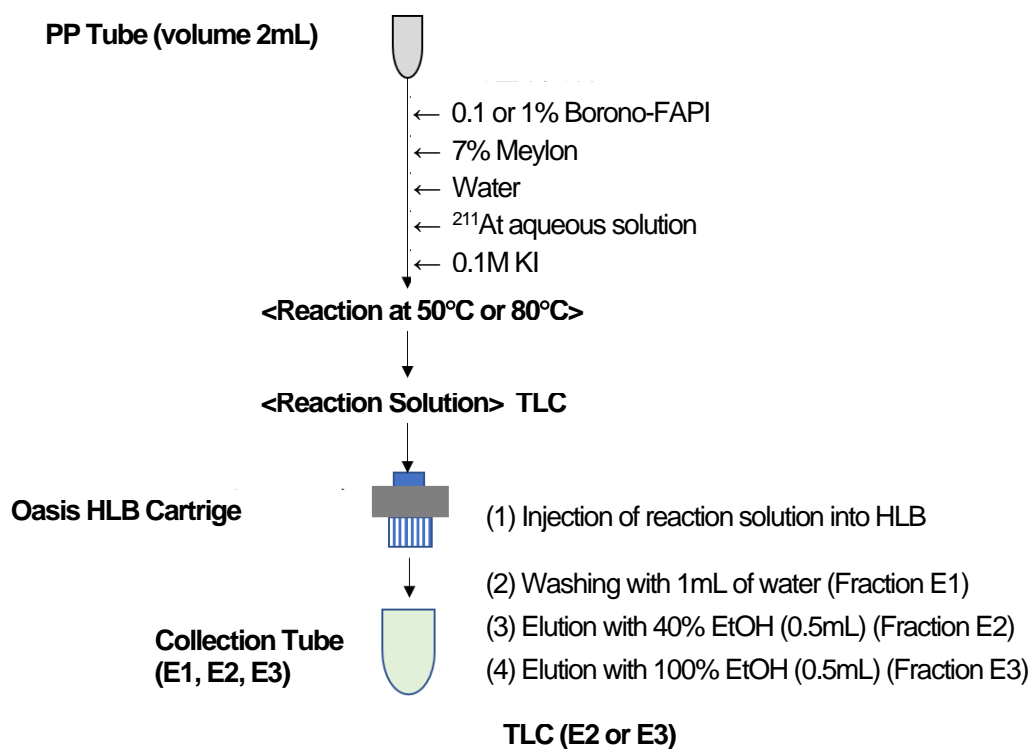 PP Tube (volume 2mL)
← 0.1 or 1% Borono-FAPI
← 7% Meylon
← Water
← ²¹¹At aqueous solution
← 0.1M KI
<Reaction at 50°C or 80°C>
<Reaction Solution> TLC
Oasis HLB Cartrige
(1) Injection of reaction solution into HLB
(2) Washing with 1mL of water (Fraction E1)
(3) Elution with 40% EtOH (0.5mL) (Fraction E2)
(4) Elution with 100% EtOH (0.5mL) (Fraction E3)
Collection Tube
(E1, E2, E3)
TLC (E2 or E3)